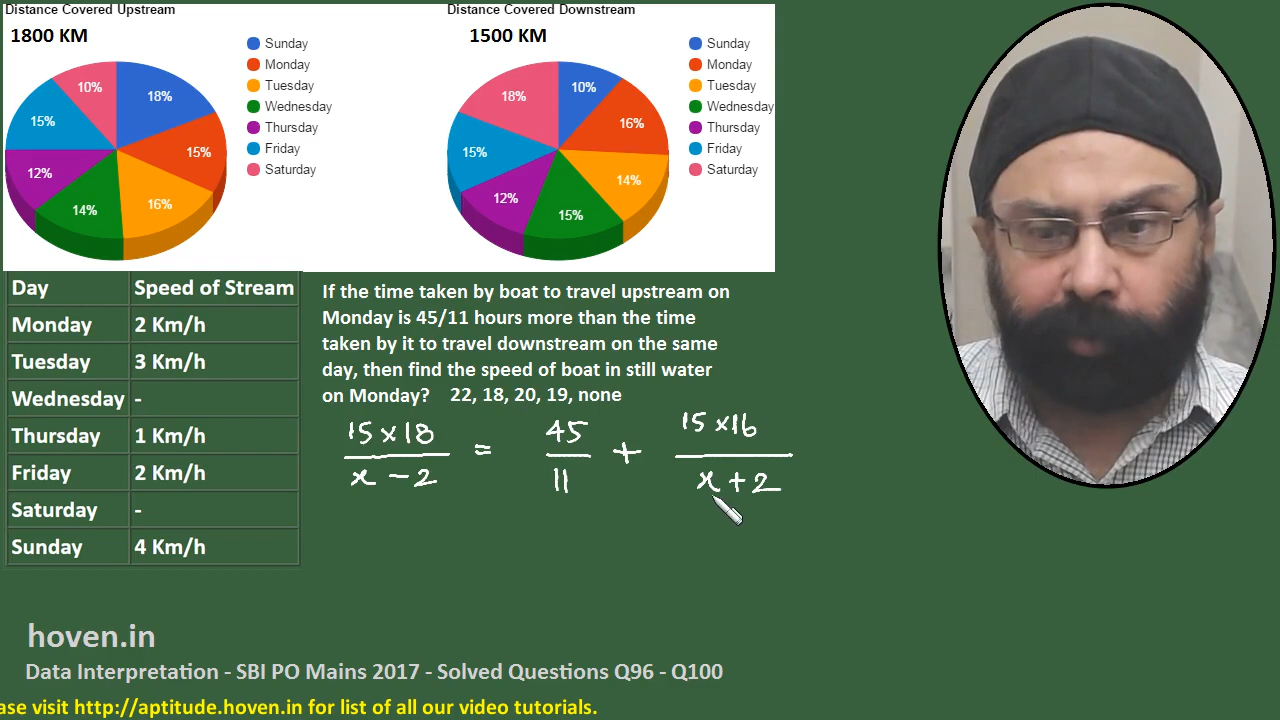 Distance Covered Upstream
1800 KM
Sunday
Monday
Tuesday
Wednesday
Thursday
Friday
Saturday
18%
15%
16%
14%
12%
15%
10%
Distance Covered Downstream
1500 KM
Sunday
Monday
Tuesday
Wednesday
Thursday
Friday
Saturday
10%
16%
14%
15%
12%
15%
18%
Day Speed of Stream
Monday 2 Km/h
Tuesday 3 Km/h
Wednesday -
Thursday 1 Km/h
Friday 2 Km/h
Saturday -
Sunday 4 Km/h
If the time taken by boat to travel upstream on
Monday is 45/11 hours more than the time
taken by it to travel downstream on the same
day, then find the speed of boat in still water
on Monday? 22, 18, 20, 19, none
15 × 18 45 15 × 16
= +
x − 2 11 x + 2
hoven.in
Data Interpretation - SBI PO Mains 2017 - Solved Questions Q96 - Q100
ase visit http://aptitude.hoven.in for list of all our video tutorials.